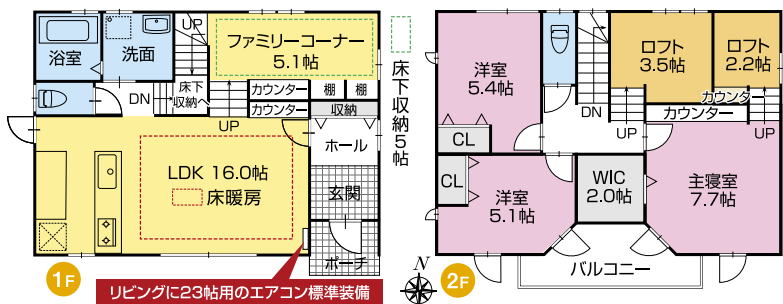 浴室
洗面
UP
ファミリーコーナー
5.1帖
DN
床下
収納へ
カウンター
棚
棚
カウンター
収納
UP
ホール
LDK 16.0帖
床暖房
玄関
ポーチ
1F
リビングに23帖用のエアコン標準装備
床下収納5帖
洋室
5.4帖
CL
DN
ロフト
3.5帖
ロフト
2.2帖
カウンター
カウンター
UP
UP
CL
洋室
5.1帖
WIC
2.0帖
主寝室
7.7帖
バルコニー
N
2F